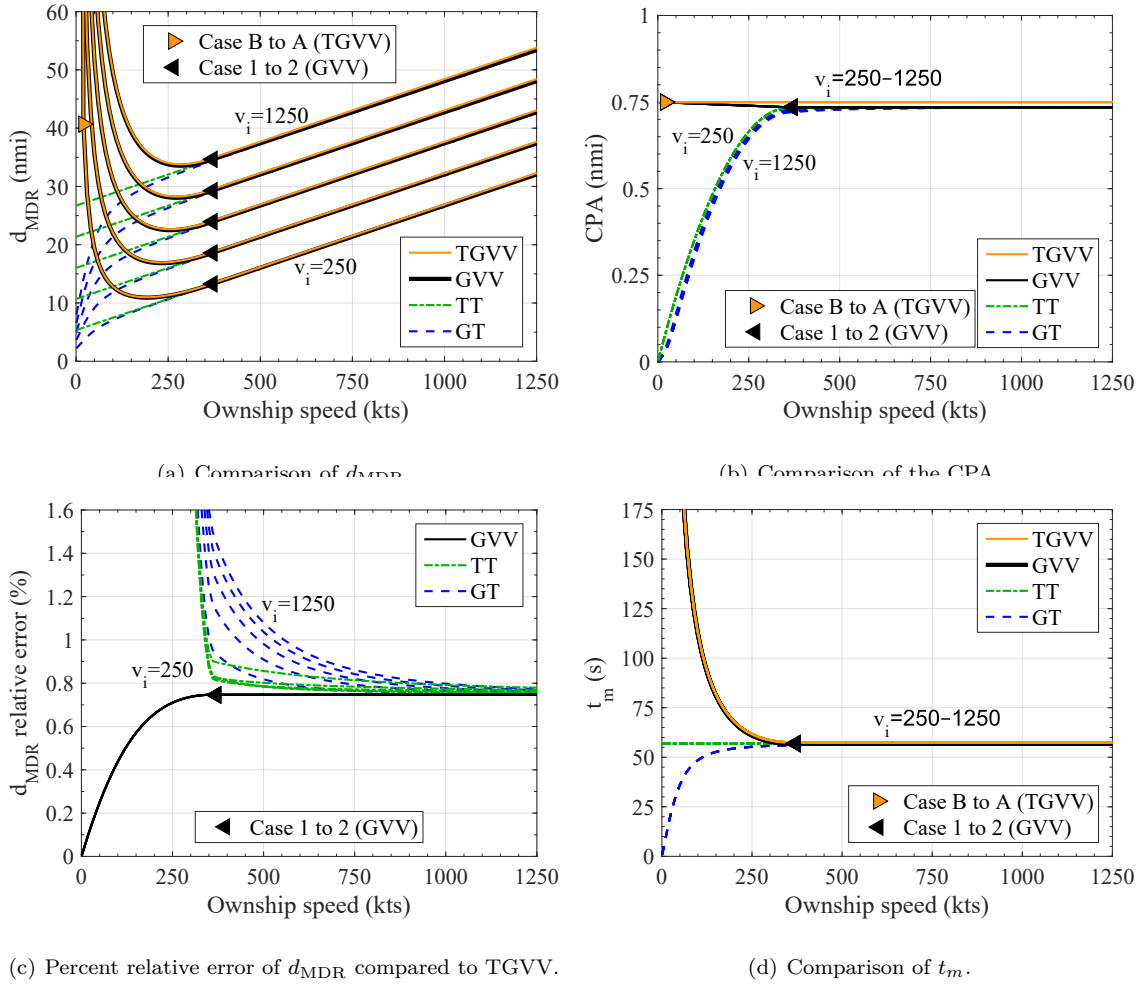 60
50
40
30
20
10
0
d_MDR (nmi)
Case B to A (TGVV)
Case 1 to 2 (GVV)
v_i=1250
v_i=250
TGVV
GVV
TT
GT
0 250 500 750 1000 1250
Ownship speed (kts)
(a) Comparison of d_MDR
1
0.75
0.5
0.25
0
CPA (nmi)
v_i=250-1250
v_i=250
v_i=1250
TGVV
GVV
TT
GT
Case B to A (TGVV)
Case 1 to 2 (GVV)
0 250 500 750 1000 1250
Ownship speed (kts)
(b) Comparison of the CPA
1.6
1.4
1.2
1
0.8
0.6
0.4
0.2
0
d_MDR relative error (%)
GVV
TT
GT
v_i=1250
v_i=250
Case 1 to 2 (GVV)
0 250 500 750 1000 1250
Ownship speed (kts)
(c) Percent relative error of d_MDR compared to TGVV.
175
150
125
100
75
50
25
0
t_m (s)
TGVV
GVV
TT
GT
v_i=250-1250
Case B to A (TGVV)
Case 1 to 2 (GVV)
0 250 500 750 1000 1250
Ownship speed (kts)
(d) Comparison of t_m.